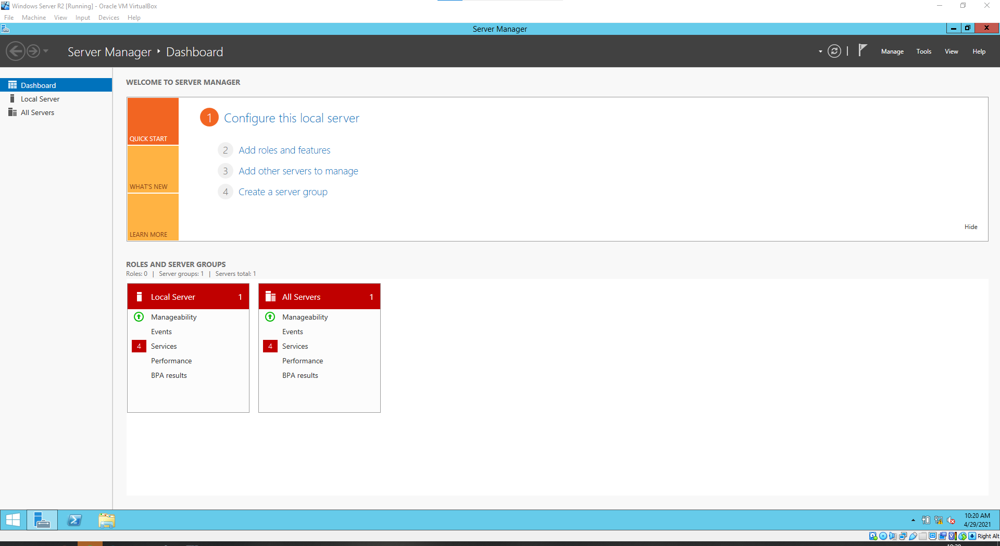 Windows Server R2 [Running] - Oracle VM VirtualBox
File Machine View Input Devices Help
Server Manager
Server Manager ‣ Dashboard
Manage Tools View Help
Dashboard
Local Server
All Servers
WELCOME TO SERVER MANAGER
QUICK START
WHAT'S NEW
LEARN MORE
1 Configure this local server
2 Add roles and features
3 Add other servers to manage
4 Create a server group
Hide
ROLES AND SERVER GROUPS
Roles: 0 | Server groups: 1 | Servers total: 1
Local Server 1
Manageability
Events
4 Services
Performance
BPA results
All Servers 1
Manageability
Events
4 Services
Performance
BPA results
10:20 AM
4/29/2021
Right Alt